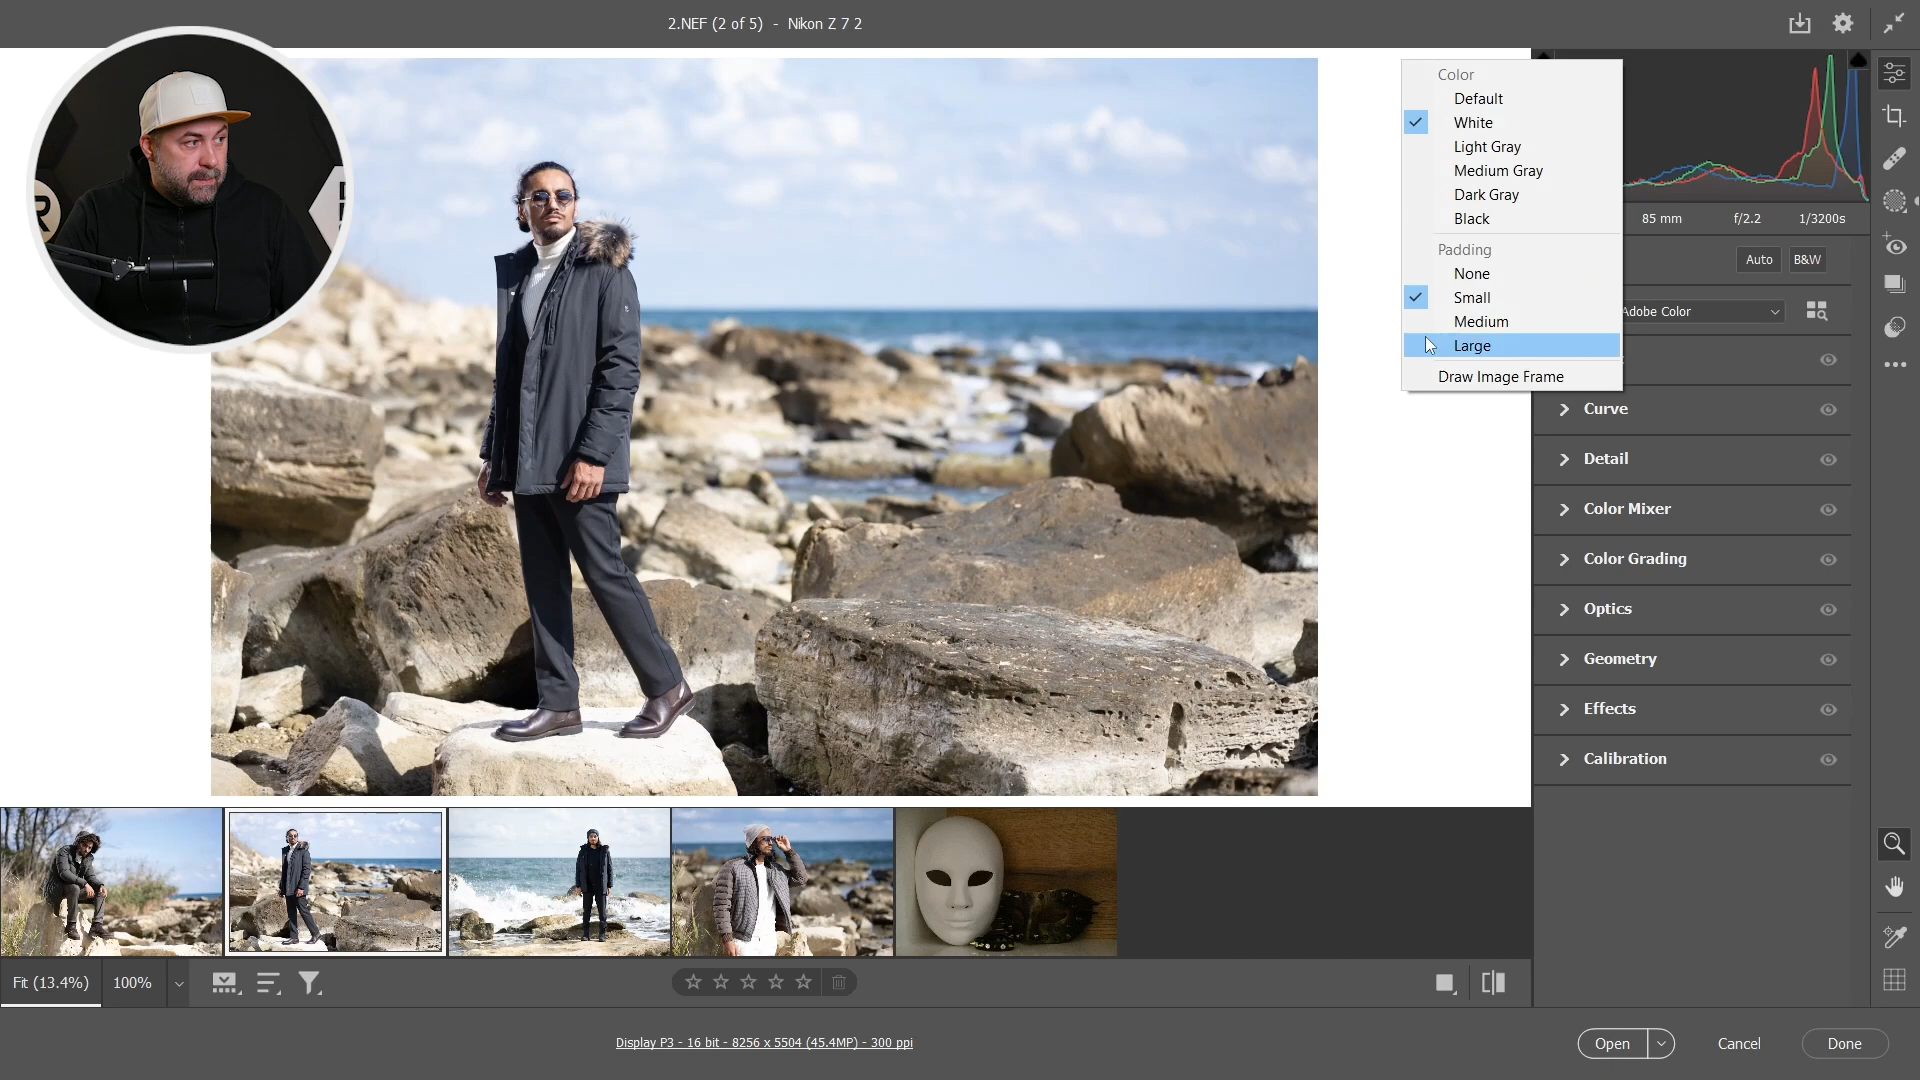 2.NEF (2 of 5) - Nikon Z 7 2
Color
Default
White
Light Gray
Medium Gray
Dark Gray
Black
Padding
None
Small
Medium
Large
Draw Image Frame
85 mm f/2.2 1/3200s
Auto B&W
Adobe Color
Curve
Detail
Color Mixer
Color Grading
Optics
Geometry
Effects
Calibration
Fit (13.4%) 100%
Display P3 - 16 bit - 8256 x 5504 (45.4MP) - 300 ppi
Open Cancel Done